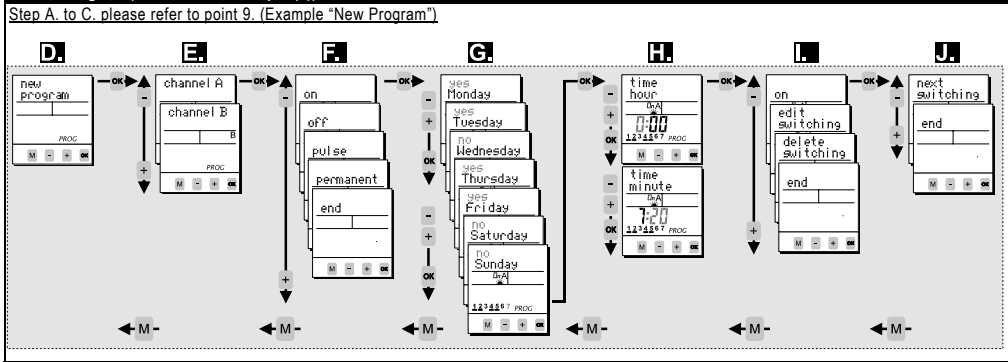 Step A. to C. please refer to point 9. (Example “New Program”)
D.
E.
F.
G.
H.
I.
J.
new
program
PROG
M - + OK
OK
-
+
channel A
channel B
B
PROG
M - + OK
OK
-
+
on
off
pulse
permanent
end
M - + OK
OK
-
+
OK
-
+
OK
yes
Monday
yes
Tuesday
no
Wednesday
yes
Thursday
yes
Friday
no
Saturday
no
Sunday
OnA
1234567 PROG
M - + OK
OK
-
+
OK
-
+
OK
time
hour
OnA
0:00
1234567 PROG
M - + OK
time
minute
OnA
7:20
1234567 PROG
M - + OK
OK
-
+
on
edit
switching
delete
switching
end
M - + OK
OK
-
+
next
switching
end
M - + OK
M -
M -
M -
M -
M -
M -